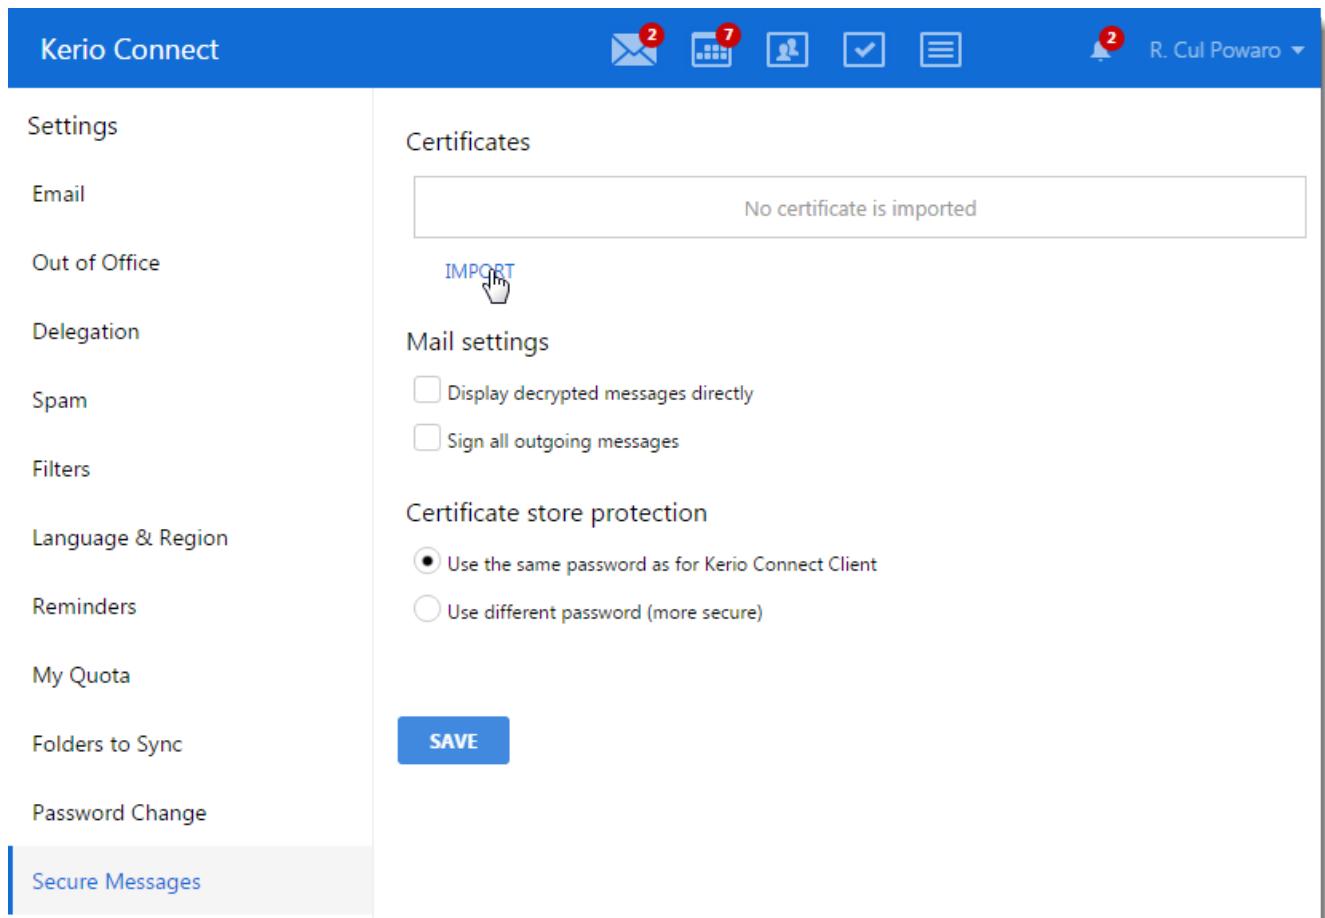 Kerio Connect
2
7
2
R. Cul Powaro
Settings
Email
Out of Office
Delegation
Spam
Filters
Language & Region
Reminders
My Quota
Folders to Sync
Password Change
Secure Messages
Certificates
No certificate is imported
IMPORT
Mail settings
Display decrypted messages directly
Sign all outgoing messages
Certificate store protection
Use the same password as for Kerio Connect Client
Use different password (more secure)
SAVE